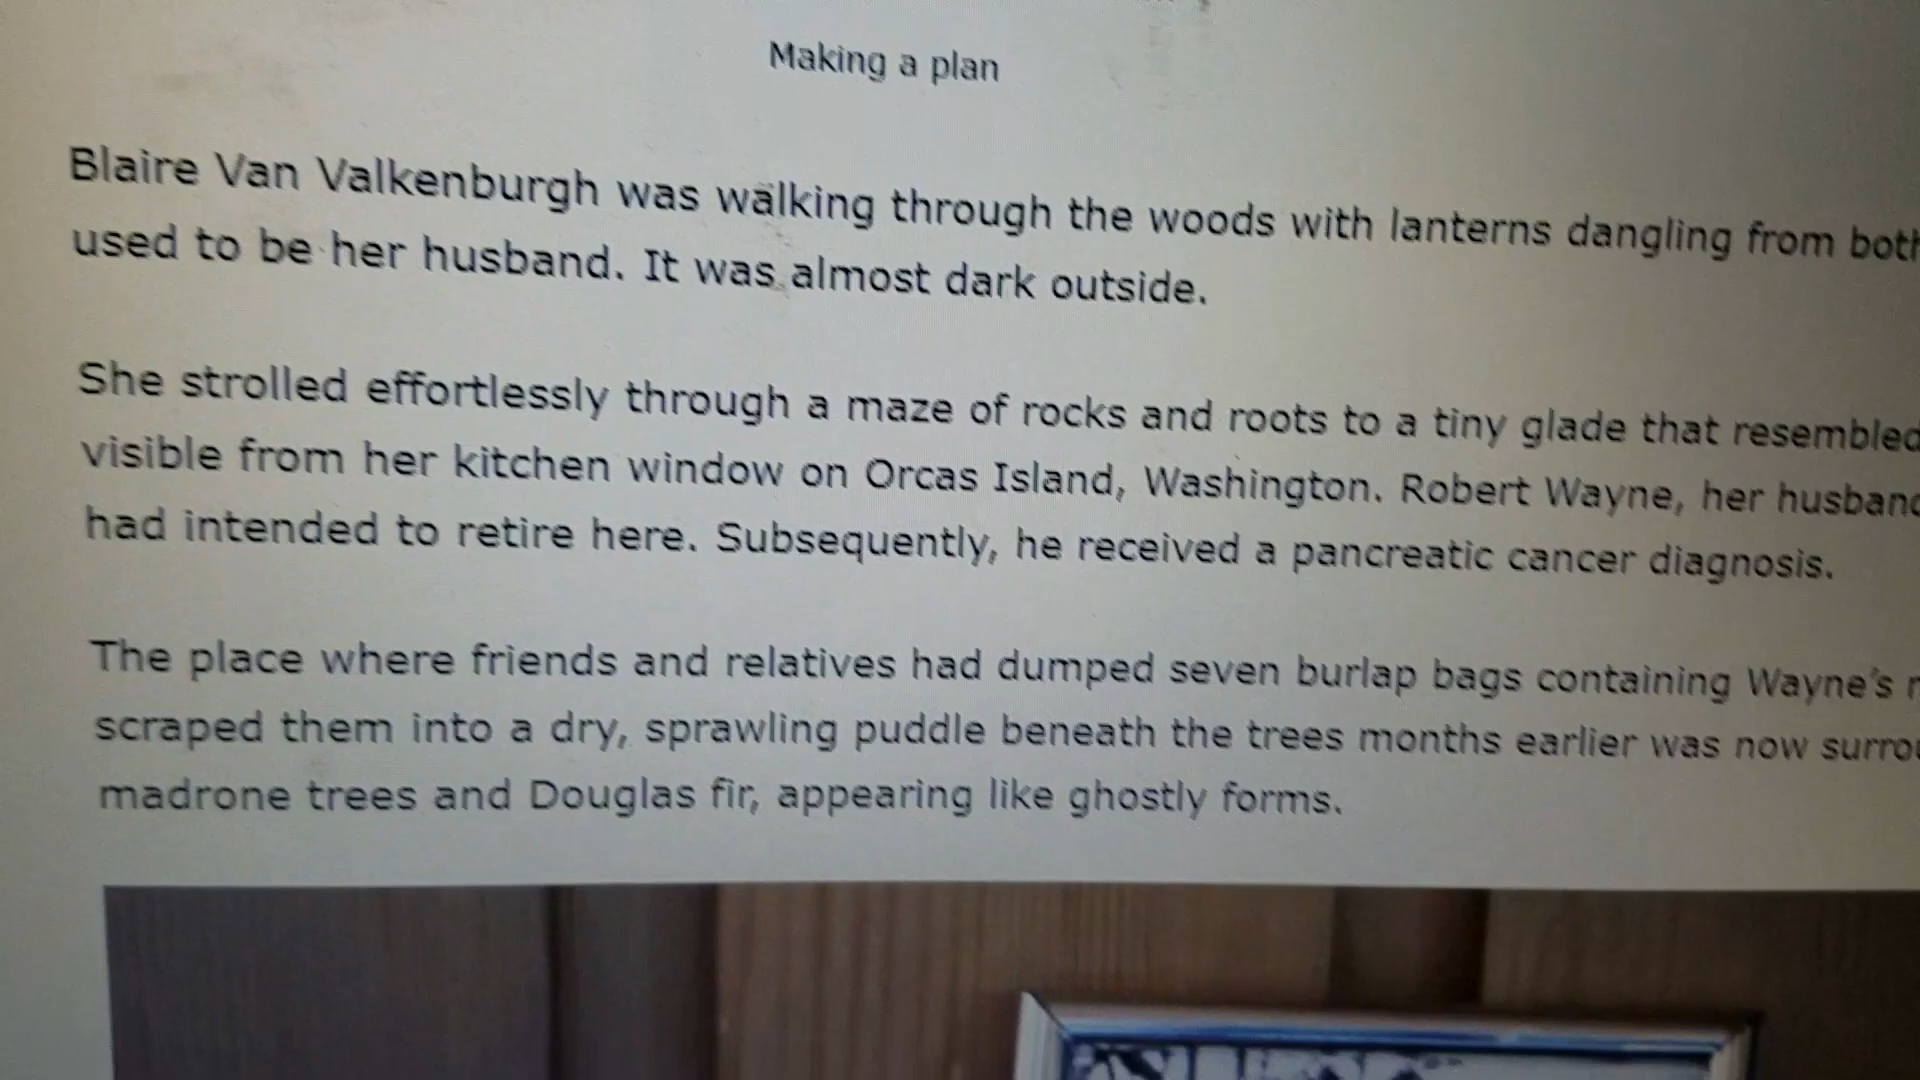 Making a plan
Blaire Van Valkenburgh was walking through the woods with lanterns dangling from both
used to be her husband. It was almost dark outside.
She strolled effortlessly through a maze of rocks and roots to a tiny glade that resembled
visible from her kitchen window on Orcas Island, Washington. Robert Wayne, her husband
had intended to retire here. Subsequently, he received a pancreatic cancer diagnosis.
The place where friends and relatives had dumped seven burlap bags containing Wayne's
scraped them into a dry, sprawling puddle beneath the trees months earlier was now
madrone trees and Douglas fir, appearing like ghostly forms.